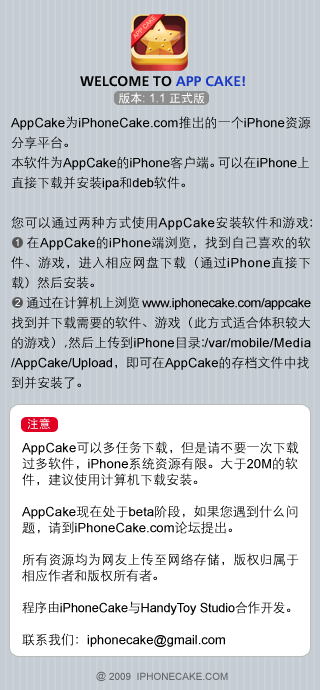 APP CAKE
WELCOME TO APP CAKE!
版本: 1.1 正式版
AppCake为iPhoneCake.com推出的一个iPhone资源
分享平台。
本软件为AppCake的iPhone客户端。可以在iPhone上
直接下载并安装ipa和deb软件。
您可以通过两种方式使用AppCake安装软件和游戏:
❶ 在AppCake的iPhone端浏览，找到自己喜欢的软
件、游戏，进入相应网盘下载（通过iPhone直接下
载）然后安装。
❷ 通过在计算机上浏览 www.iphonecake.com/appcake
找到并下载需要的软件、游戏（此方式适合体积较大
的游戏）,然后上传到iPhone目录:/var/mobile/Media
/AppCake/Upload，即可在AppCake的存档文件中找
到并安装了。
注意
AppCake可以多任务下载，但是请不要一次下载
过多软件，iPhone系统资源有限。大于20M的软
件，建议使用计算机下载安装。
AppCake现在处于beta阶段，如果您遇到什么问
题，请到iPhoneCake.com论坛提出。
所有资源均为网友上传至网络存储，版权归属于
相应作者和版权所有者。
程序由iPhoneCake与HandyToy Studio合作开发。
联系我们：iphonecake@gmail.com
@ 2009 IPHONECAKE.COM